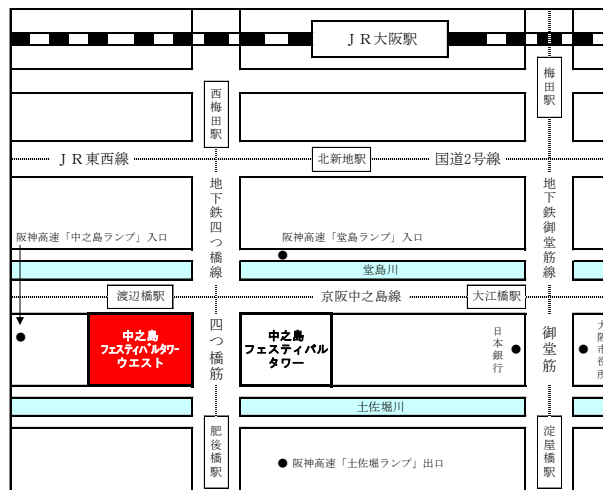 JR大阪駅
梅田駅
西梅田駅
JR東西線
北新地駅
国道2号線
地下鉄四つ橋線
地下鉄御堂筋線
阪神高速「中之島ランプ」入口
阪神高速「堂島ランプ」入口
堂島川
渡辺橋駅
京阪中之島線
大江橋駅
中之島
フェスティバルタワー
ウエスト
四つ橋筋
中之島
フェスティバル
タワー
日本銀行
御堂筋
大阪市役所
土佐堀川
肥後橋駅
淀屋橋駅
阪神高速「土佐堀ランプ」出口